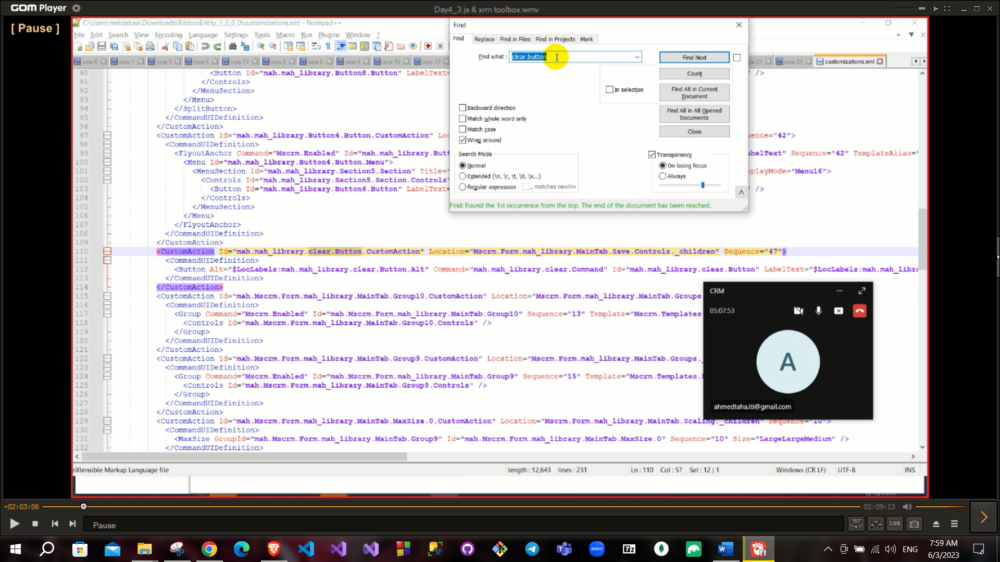 GOM Player
Day4_3 js & xrm toolbox.wmv
[ Pause ]
C:\Users\meldabaa\Downloads\RibbonEntity_1_0_0_0\customizations.xml - Notepad++
File Edit Search View Encoding Language Settings Tools Macro Run Plugins Window ?
new 6 new 1 new 3 new 5 new 17 new 2 new 8 new 4 new 10 new 12 new 22 customizations.xml
Find
Find Replace Find in Files Find in Projects Mark
Find what : clear.button
Find Next
Count
In selection
Find All in Current
Document
Find All in All Opened
Documents
Close
Backward direction
Match whole word only
Match case
Wrap around
Search Mode
Normal
Extended (\n, \r, \t, \0, \x...)
Regular expression . matches newline
Transparency
On losing focus
Always
Find: Found the 1st occurrence from the top. The end of the document has been reached.
90 <Button Id="mah.mah_library.Button8.Button" LabelText= />
91 </Controls>
92 </MenuSection>
93 </Menu>
94 </SplitButton>
95 </CommandUIDefinition>
96 </CustomAction>
97 <CustomAction Id="mah.mah_library.Button4.Button.CustomAction" Loc ence="42">
98 <CommandUIDefinition>
99 <FlyoutAnchor Command="Mscrm.Enabled" Id="mah.mah_library.Butt belText" Sequence="42" TemplateAlias="
100 <Menu Id="mah.mah_library.Button4.Button.Menu">
101 <MenuSection Id="mah.mah_library.Section5.Section" Title=" splayMode="Menu16">
102 <Controls Id="mah.mah_library.Section5.Section.Controls"
103 <Button Id="mah.mah_library.Button6.Button" LabelText= />
104 </Controls>
105 </MenuSection>
106 </Menu>
107 </FlyoutAnchor>
108 </CommandUIDefinition>
109 </CustomAction>
110 <CustomAction Id="mah.mah_library.clear.Button.CustomAction" Location="Mscrm.Form.mah_library.MainTab.Save.Controls._children" Sequence="47">
111 <CommandUIDefinition>
112 <Button Alt="$LocLabels:mah.mah_library.clear.Button.Alt" Command="mah.mah_library.clear.Command" Id="mah.mah_library.clear.Button" LabelText="$LocLabels:mah.mah_libra
113 </CommandUIDefinition>
114 </CustomAction>
115 <CustomAction Id="mah.Mscrm.Form.mah_library.MainTab.Group10.CustomAction" Location="Mscrm.Form.mah_library.MainTab.Groups
116 <CommandUIDefinition>
117 <Group Command="Mscrm.Enabled" Id="mah.Mscrm.Form.mah_library.MainTab.Group10" Sequence="13" Template="Mscrm.Templates
118 <Controls Id="mah.Mscrm.Form.mah_library.MainTab.Group10.Controls" />
119 </Group>
120 </CommandUIDefinition>
121 </CustomAction>
122 <CustomAction Id="mah.Mscrm.Form.mah_library.MainTab.Group9.CustomAction" Location="Mscrm.Form.mah_library.MainTab.Groups._
123 <CommandUIDefinition>
124 <Group Command="Mscrm.Enabled" Id="mah.Mscrm.Form.mah_library.MainTab.Group9" Sequence="15" Template="Mscrm.Templates.
125 <Controls Id="mah.Mscrm.Form.mah_library.MainTab.Group9.Controls" />
126 </Group>
127 </CommandUIDefinition>
128 </CustomAction>
129 <CustomAction Id="mah.Mscrm.Form.mah_library.MainTab.MaxSize.0.CustomAction" Location="Mscrm.Form.mah_library.MainTab.Scaling._children" Sequence="10">
130 <CommandUIDefinition>
131 <MaxSize GroupId="mah.Mscrm.Form.mah_library.MainTab.Group9" Id="mah.Mscrm.Form.mah_library.MainTab.MaxSize.0" Sequence="10" Size="LargeLargeMedium" />
132 </CommandUIDefinition>
CRM
05:07:53
A
ahmedtaha.iti@gmail.com
eXtensible Markup Language file
length : 12,643 lines : 231
Ln : 110 Col : 57 Sel : 12 | 1
Windows (CR LF)
UTF-8
INS
-02:03:06
02:09:13
Pause
360°
SUB
zoom
7z
ENG
7:59 AM
6/3/2023